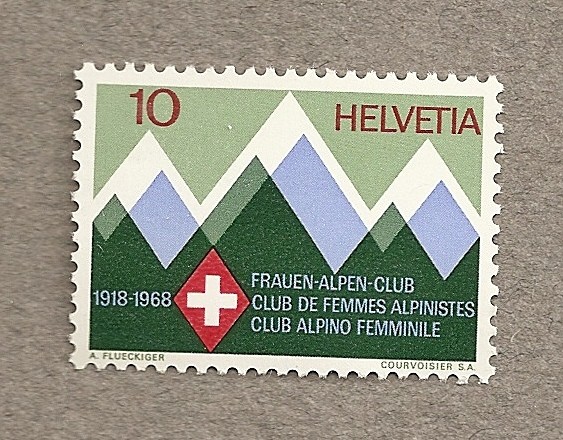 10 HELVETIA
1918-1968
FRAUEN-ALPEN-CLUB
CLUB DE FEMMES ALPINISTES
CLUB ALPINO FEMMINILE
A. FLUECKIGER COURVOISIER S.A.